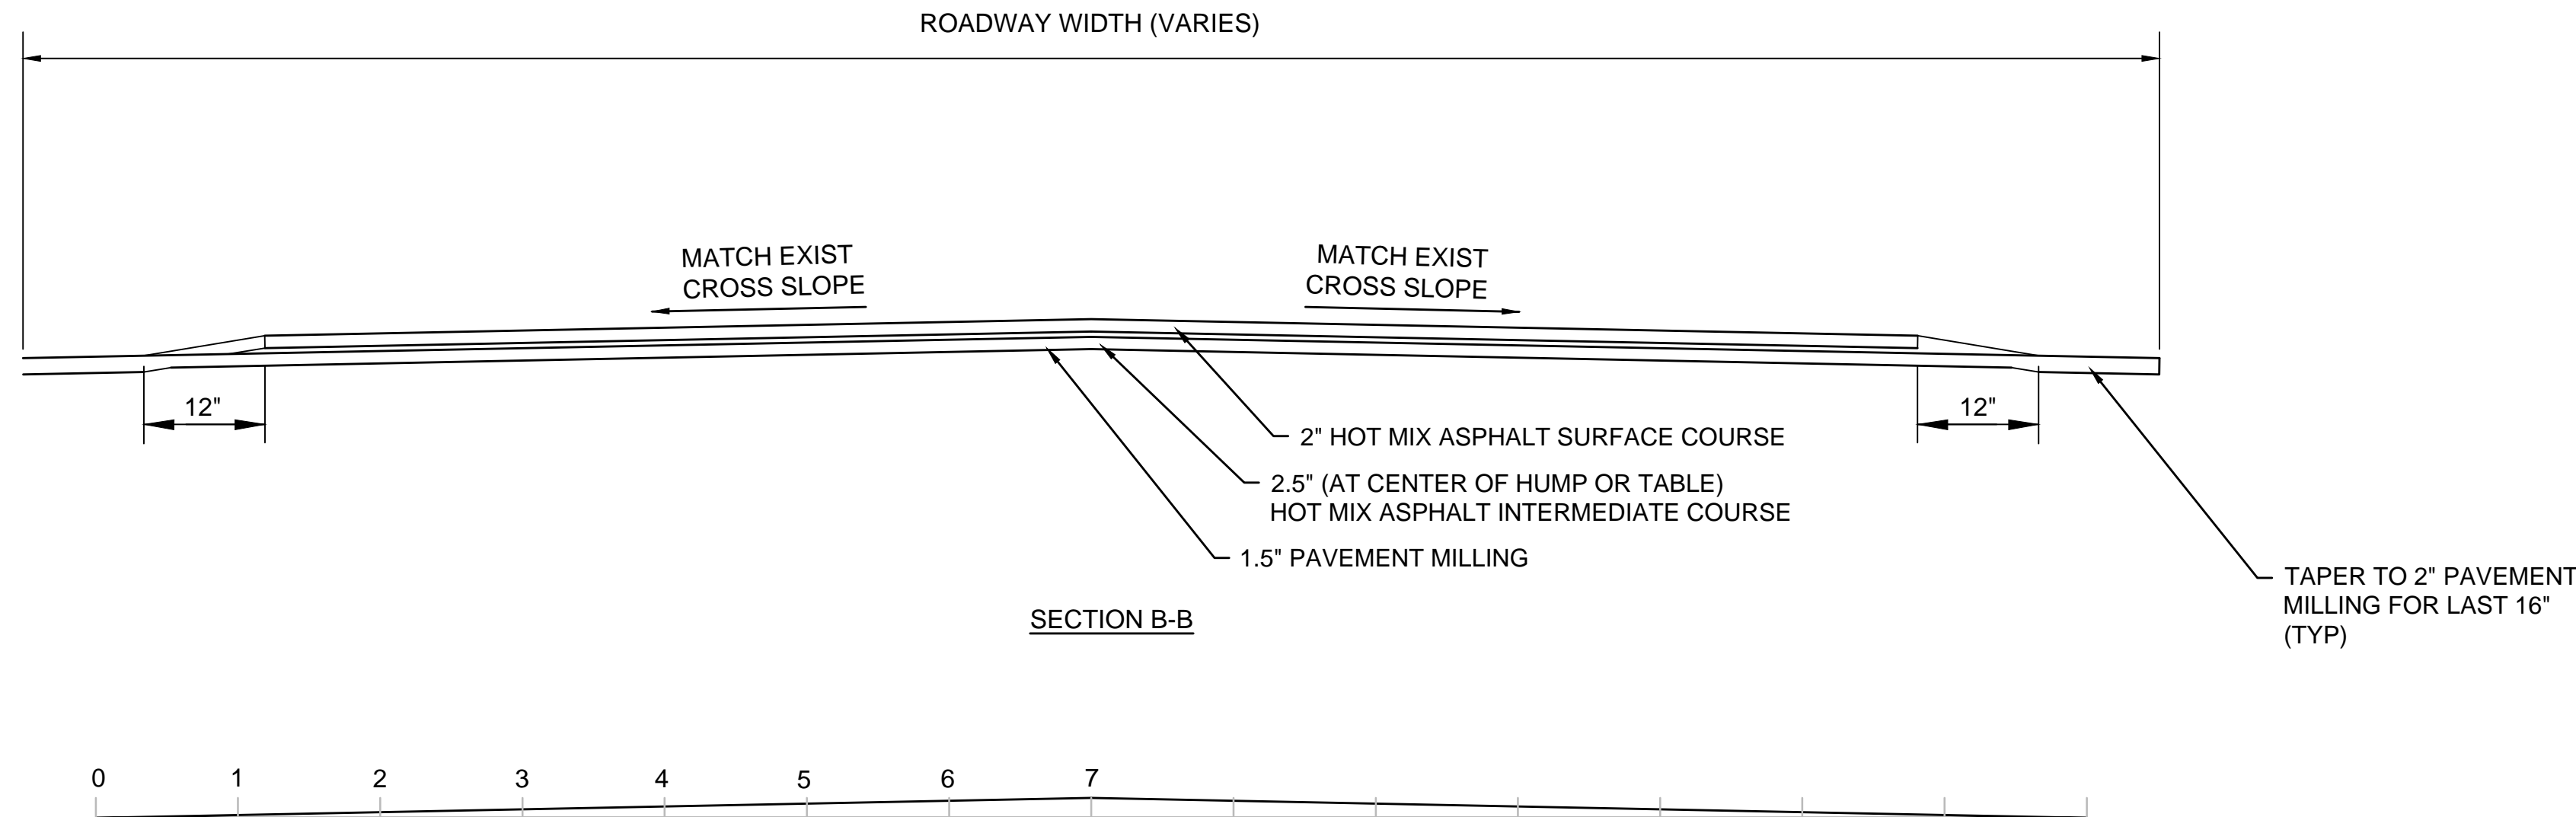 ROADWAY WIDTH (VARIES)
MATCH EXIST
CROSS SLOPE
MATCH EXIST
CROSS SLOPE
12"
12"
2" HOT MIX ASPHALT SURFACE COURSE
2.5" (AT CENTER OF HUMP OR TABLE)
HOT MIX ASPHALT INTERMEDIATE COURSE
1.5" PAVEMENT MILLING
TAPER TO 2" PAVEMENT
MILLING FOR LAST 16"
(TYP)
SECTION B-B
0 1 2 3 4 5 6 7